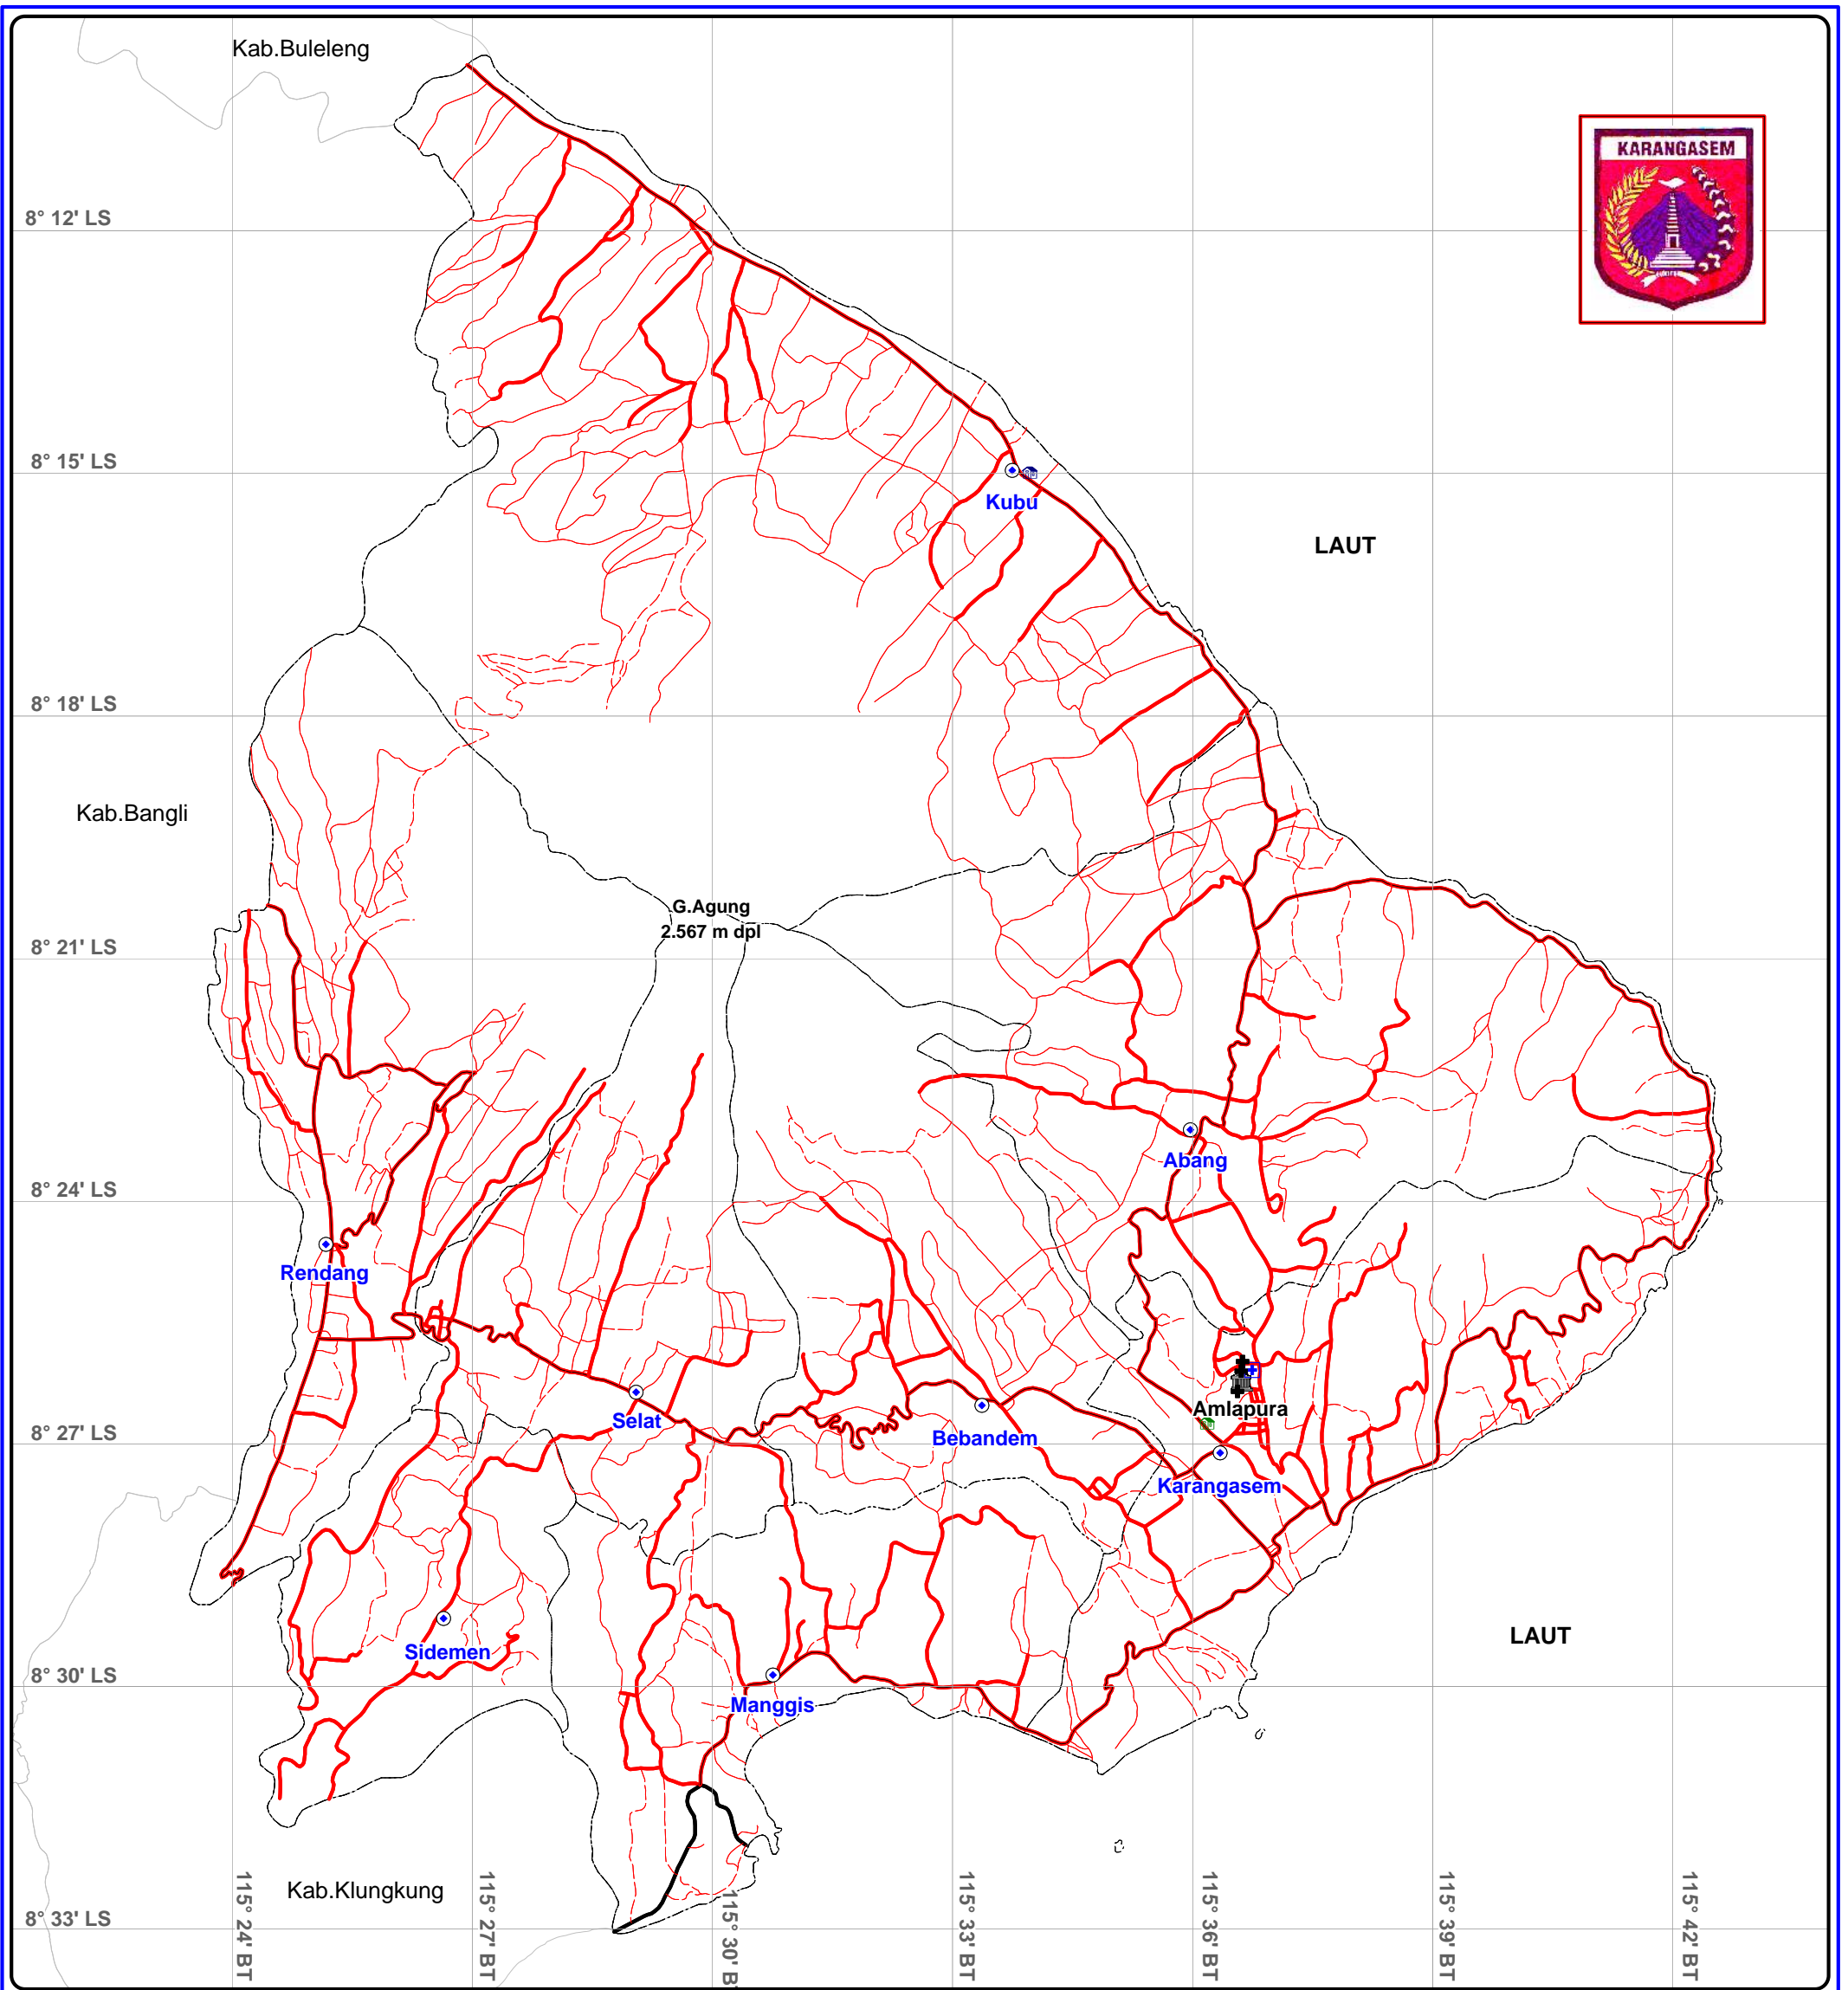 Kab.Buleleng
KARANGASEM
8° 12' LS
8° 15' LS
Kubu
LAUT
8° 18' LS
Kab.Bangli
G.Agung
2.567 m dpl
8° 21' LS
Abang
8° 24' LS
Rendang
Selat
Amlapura
8° 27' LS
Bebandem
Karangasem
LAUT
Sidemen
8° 30' LS
Manggis
Kab.Klungkung
8° 33' LS
115° 24' BT
115° 27' BT
115° 30' BT
115° 33' BT
115° 36' BT
115° 39' BT
115° 42' BT